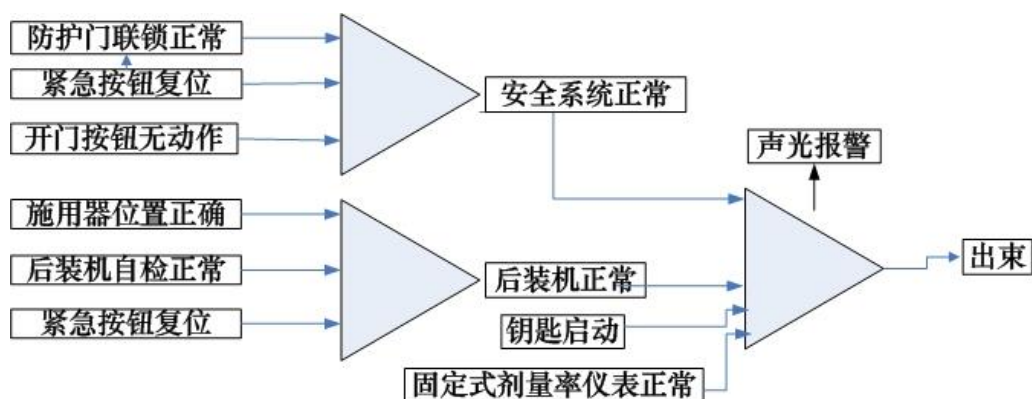 防护门联锁正常
紧急按钮复位
开门按钮无动作
安全系统正常
声光报警
施用器位置正确
后装机自检正常
紧急按钮复位
后装机正常
钥匙启动
固定式剂量率仪表正常
出束